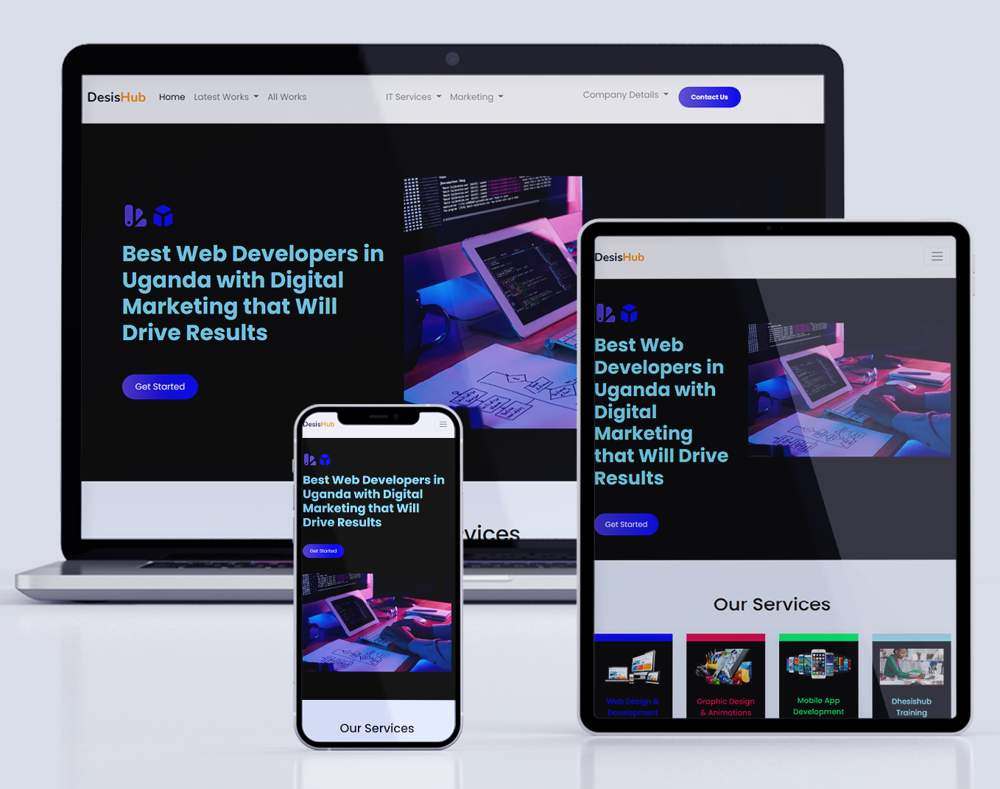 DesisHub Home Latest Works All Works IT Services Marketing Company Details Contact Us
Best Web Developers in
Uganda with Digital
Marketing that Will
Drive Results
Get Started
vices
DesisHub
Best Web
Developers in
Uganda with
Digital
Marketing
that Will Drive
Results
Get Started
Our Services
Web Design &
Development
Graphic Design
& Animations
Mobile App
Development
Dhesishub
Training
DesisHub
Best Web Developers in
Uganda with Digital
Marketing that Will
Drive Results
Get Started
Our Services